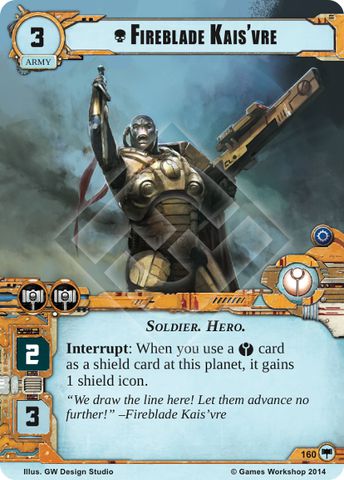 3
ARMY
Fireblade Kais'vre
Soldier. Hero.
2
Interrupt: When you use a card
as a shield card at this planet, it gains
1 shield icon.
3
"We draw the line here! Let them advance no
further!" –Fireblade Kais'vre
160
Illus. GW Design Studio
© Games Workshop 2014